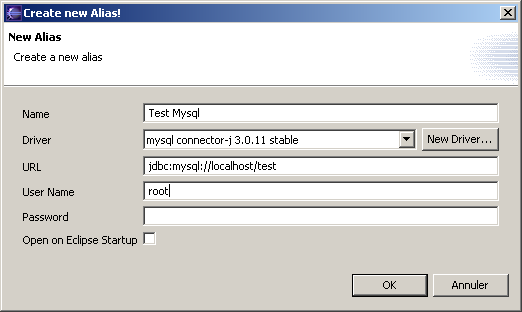 Create new Alias!
New Alias
Create a new alias
Name Test Mysql
Driver mysql connector-j 3.0.11 stable New Driver...
URL jdbc:mysql://localhost/test
User Name root
Password
Open on Eclipse Startup
OK Annuler